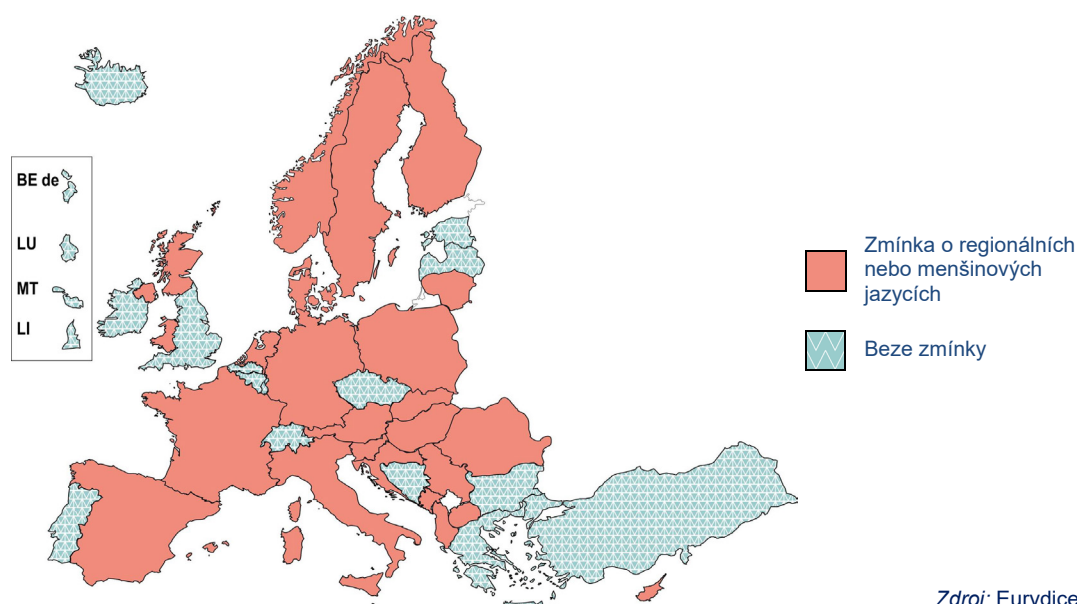 BE de
LU
MT
LI
Zmínka o regionálních
nebo menšinových
jazycích
Beze zmínky
Zdroj: Eurydice